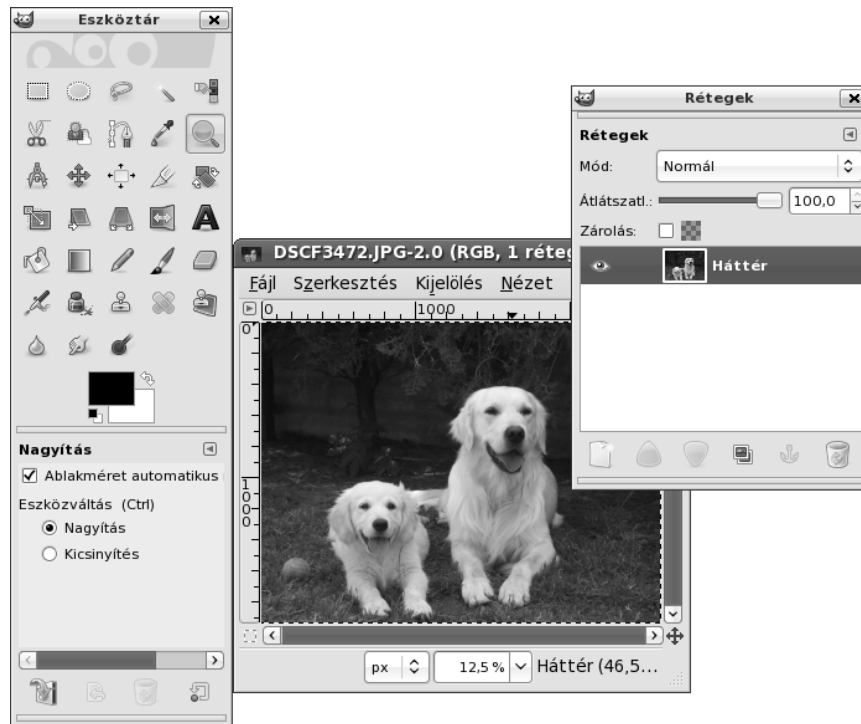 Eszköztár
Nagyítás
Ablakméret automatikus
Eszközváltás (Ctrl)
Nagyítás
Kicsinyítés
DSCF3472.JPG-2.0 (RGB, 1 réteg
Fájl Szerkesztés Kijelölés Nézet
0 1000
0
1000
px 12,5 % Háttér (46,5...
Rétegek
Rétegek
Mód: Normál
Átlátszatl.: 100,0
Zárolás:
Háttér